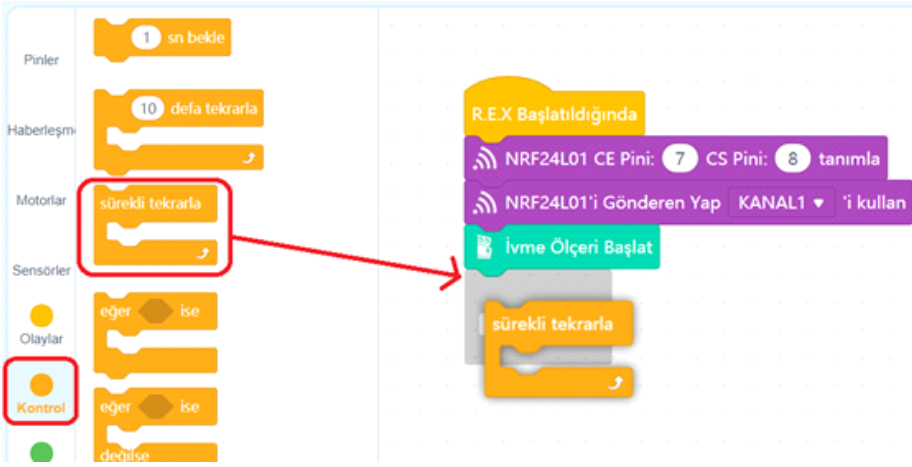 Pinler
Haberleşm
Motorlar
Sensörler
Olaylar
Kontrol
1 sn bekle
10 defa tekrarla
sürekli tekrarla
eğer ise
eğer ise
değilse
R.E.X Başlatıldığında
NRF24L01 CE Pini: 7 CS Pini: 8 tanımla
NRF24L01'i Gönderen Yap KANAL1 'i kullan
İvme Ölçeri Başlat
sürekli tekrarla